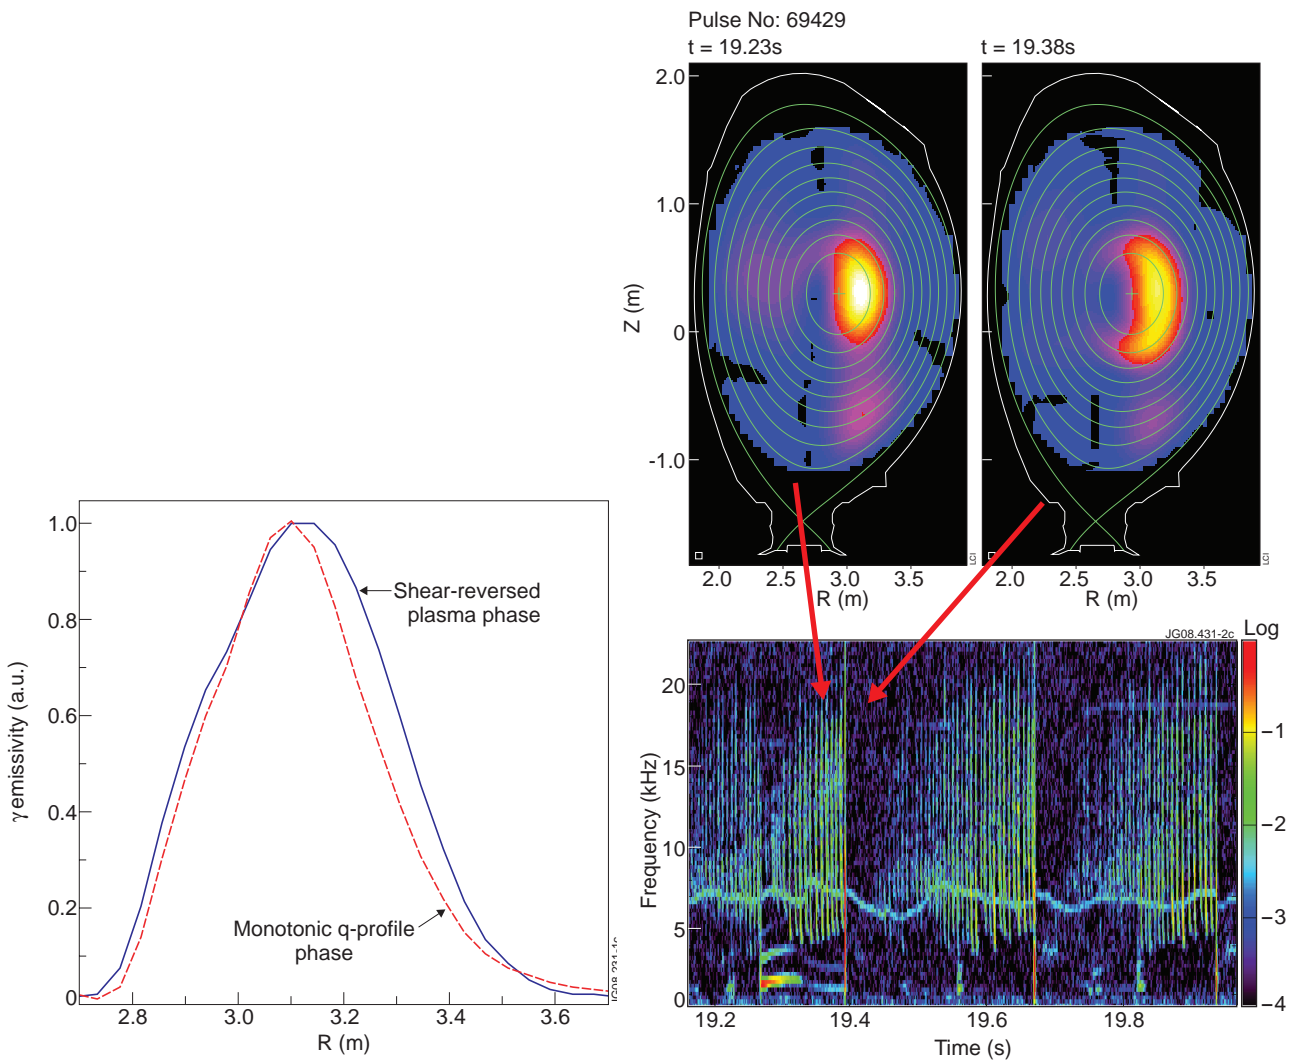 Pulse No: 69429
t = 19.23s
t = 19.38s
2.0
1.0
0
-1.0
Z (m)
2.0
2.5
3.0
3.5
R (m)
LCI
2.0
2.5
3.0
3.5
R (m)
LCI
1.0
0.8
0.6
0.4
0.2
0
γemissivity (a.u.)
Shear-reversed
plasma phase
Monotonic q-profile
phase
2.8
3.0
3.2
3.4
3.6
R (m)
JG08.431-2c
Log
20
15
10
5
0
Frequency (kHz)
−1
−2
−3
−4
19.2
19.4
19.6
19.8
Time (s)